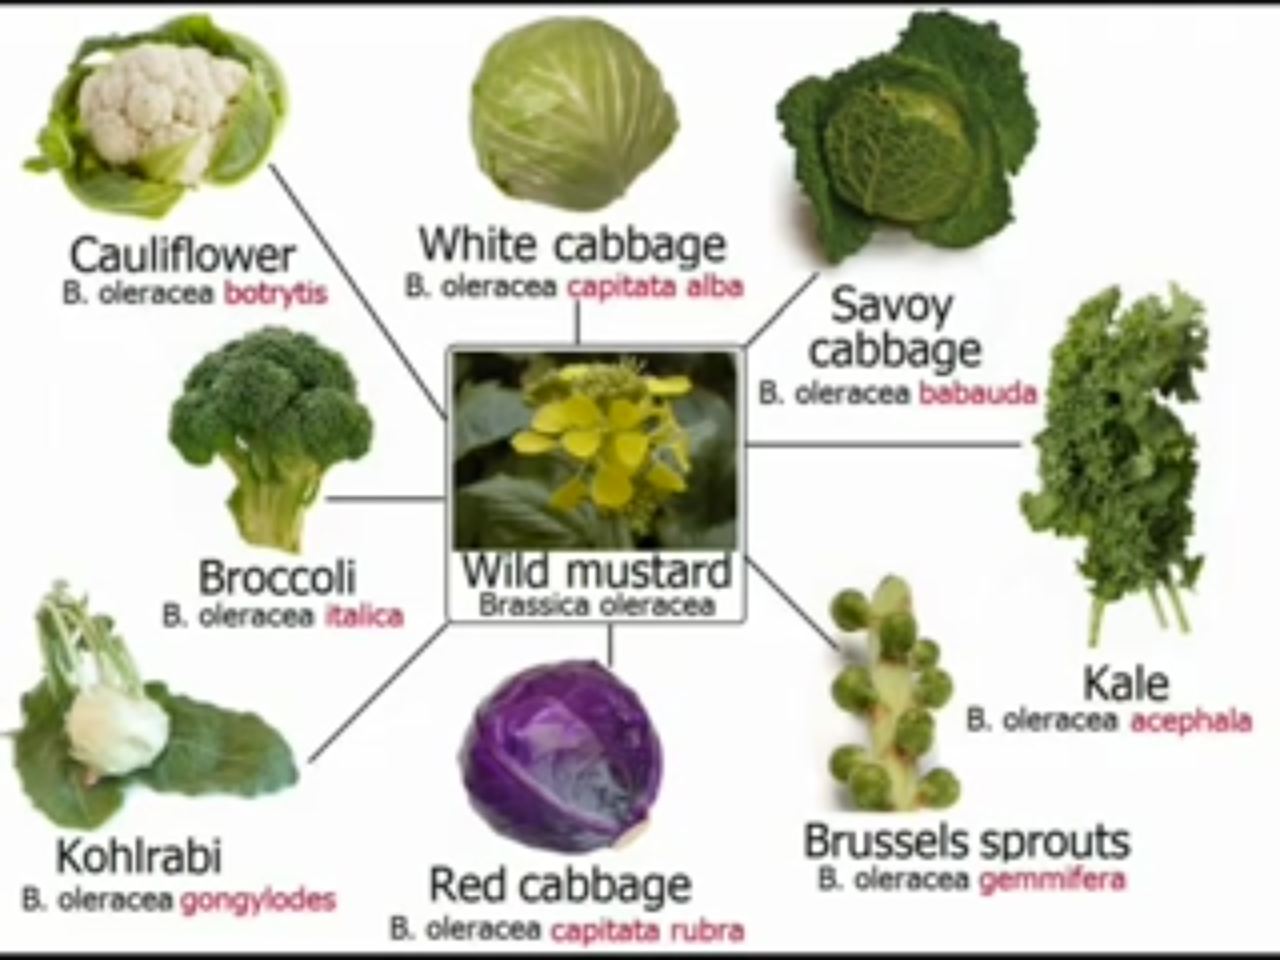 Cauliflower
B. oleracea botrytis
White cabbage
B. oleracea capitata alba
Savoy
cabbage
B. oleracea babauda
Broccoli
B. oleracea italica
Wild mustard
Brassica oleracea
Kale
B. oleracea acephala
Kohlrabi
B. oleracea gongylodes
Red cabbage
B. oleracea capitata rubra
Brussels sprouts
B. oleracea gemmifera